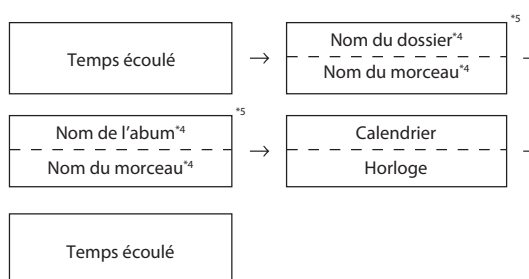 Temps écoulé
→
Nom du dossier*4
Nom du morceau*4
*5
Nom de l'abum*4
Nom du morceau*4
*5
→
Calendrier
Horloge
Temps écoulé